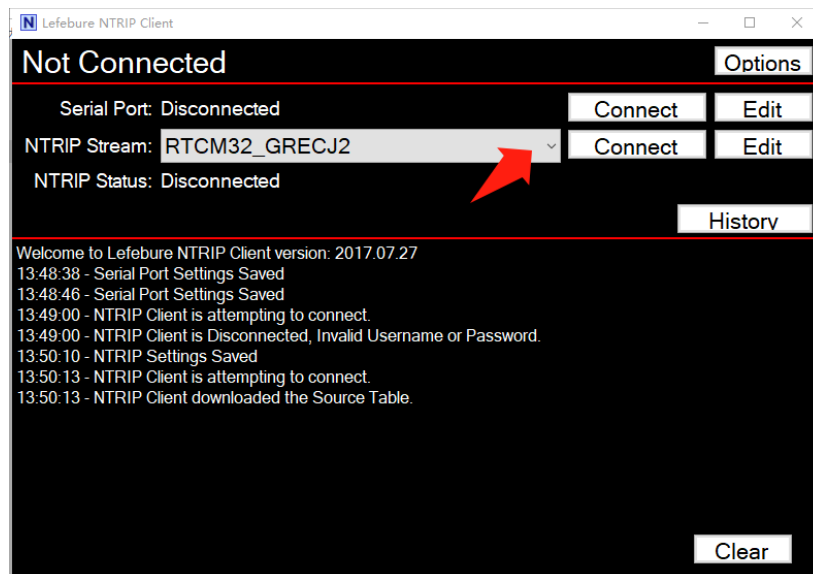 Lefebure NTRIP Client
Not Connected Options
Serial Port: Disconnected Connect Edit
NTRIP Stream: RTCM32_GRECJ2 Connect Edit
NTRIP Status: Disconnected
History
Welcome to Lefebure NTRIP Client version: 2017.07.27
13:48:38 - Serial Port Settings Saved
13:48:46 - Serial Port Settings Saved
13:49:00 - NTRIP Client is attempting to connect.
13:49:00 - NTRIP Client is Disconnected, Invalid Username or Password.
13:50:10 - NTRIP Settings Saved
13:50:13 - NTRIP Client is attempting to connect.
13:50:13 - NTRIP Client downloaded the Source Table.
Clear